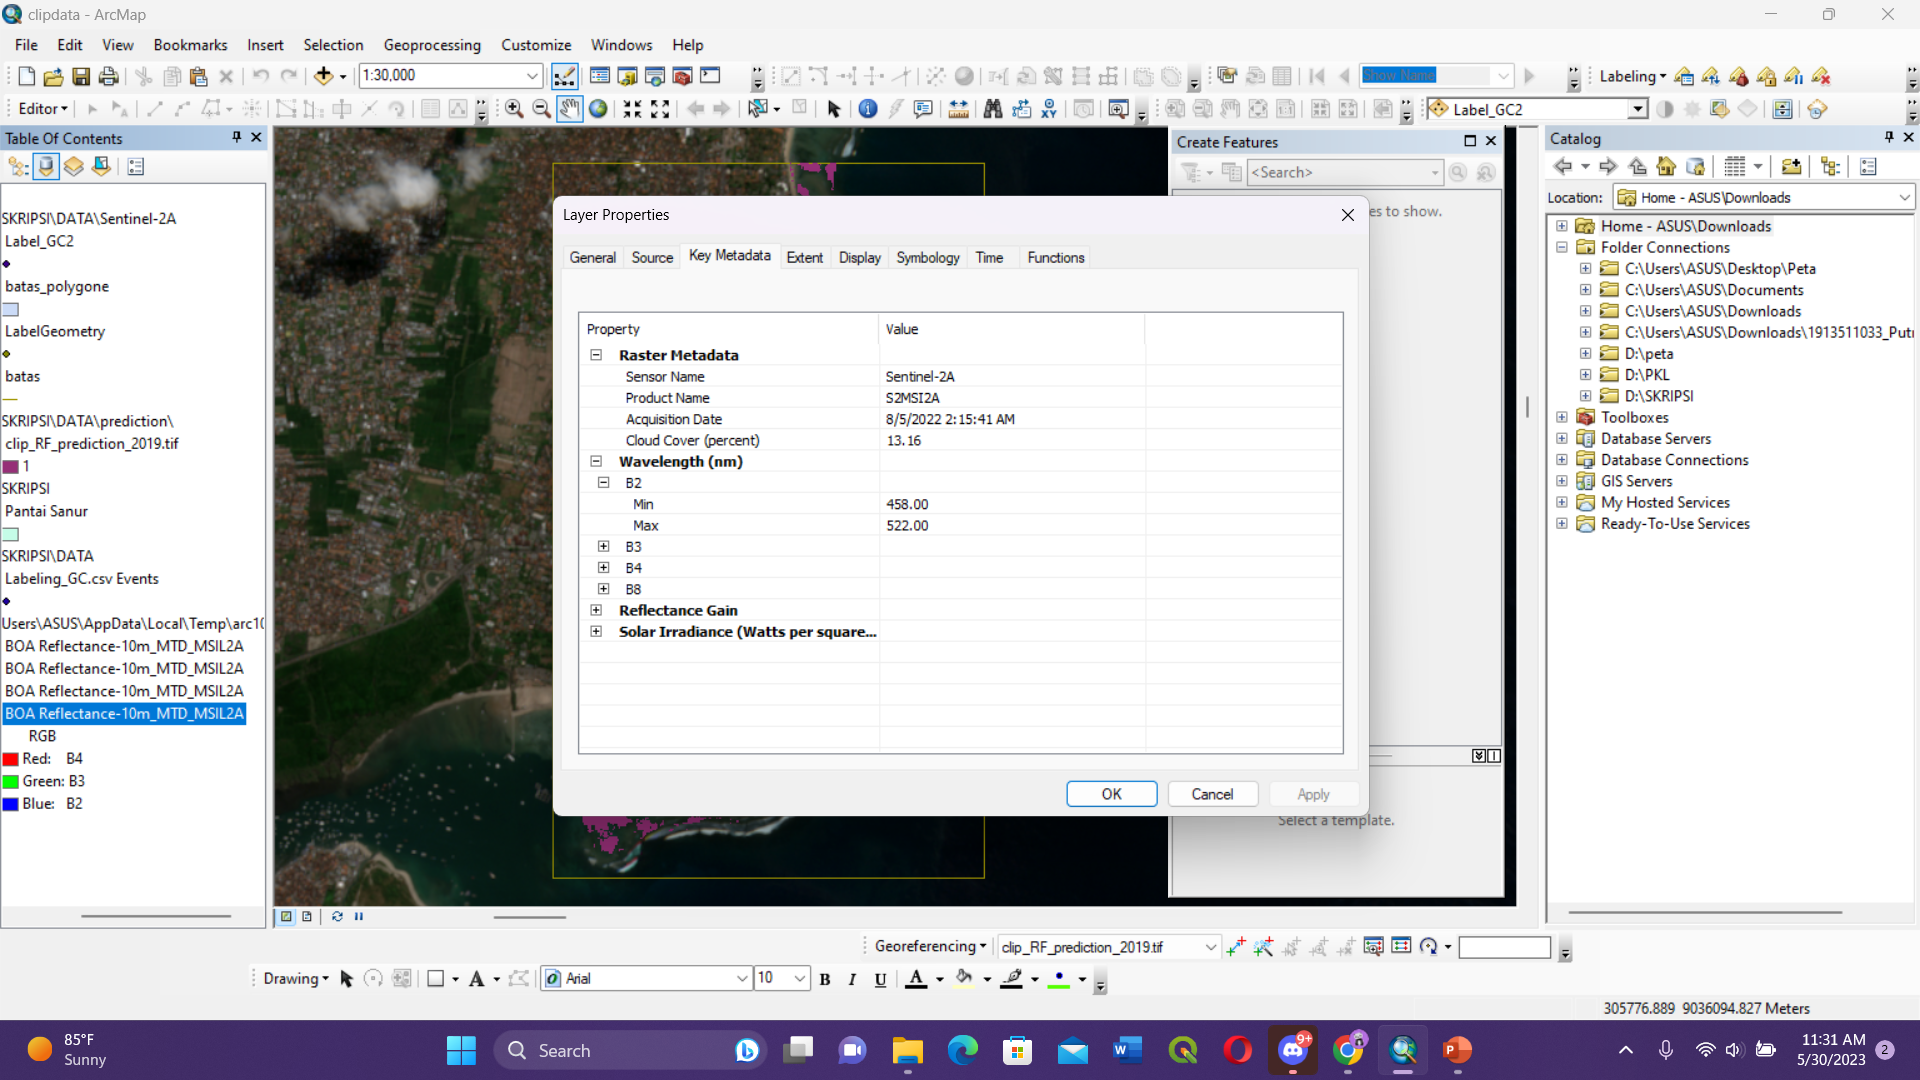 clipdata - ArcMap
File Edit View Bookmarks Insert Selection Geoprocessing Customize Windows Help
1:30,000
Show Name
Labeling
Editor
Label_GC2
Table Of Contents
SKRIPSI\DATA\Sentinel-2A
Label_GC2
batas_polygone
LabelGeometry
batas
SKRIPSI\DATA\prediction\
clip_RF_prediction_2019.tif
1
SKRIPSI
Pantai Sanur
SKRIPSI\DATA
Labeling_GC.csv Events
Users\ASUS\AppData\Local\Temp\arc10
BOA Reflectance-10m_MTD_MSIL2A
BOA Reflectance-10m_MTD_MSIL2A
BOA Reflectance-10m_MTD_MSIL2A
BOA Reflectance-10m_MTD_MSIL2A
RGB
Red: B4
Green: B3
Blue: B2
Layer Properties
General Source Key Metadata Extent Display Symbology Time Functions
Property Value
Raster Metadata
Sensor Name Sentinel-2A
Product Name S2MSI2A
Acquisition Date 8/5/2022 2:15:41 AM
Cloud Cover (percent) 13.16
Wavelength (nm)
B2
Min 458.00
Max 522.00
B3
B4
B8
Reflectance Gain
Solar Irradiance (Watts per square...
OK Cancel Apply
Create Features
<Search>
es to show.
Select a template.
Catalog
Location: Home - ASUS\Downloads
Home - ASUS\Downloads
Folder Connections
C:\Users\ASUS\Desktop\Peta
C:\Users\ASUS\Documents
C:\Users\ASUS\Downloads
C:\Users\ASUS\Downloads\1913511033_Putr
D:\peta
D:\PKL
D:\SKRIPSI
Toolboxes
Database Servers
Database Connections
GIS Servers
My Hosted Services
Ready-To-Use Services
Georeferencing clip_RF_prediction_2019.tif
Drawing A Arial 10 B I U A
305776.889 9036094.827 Meters
85°F
Sunny
Search
9+
11:31 AM
5/30/2023
2